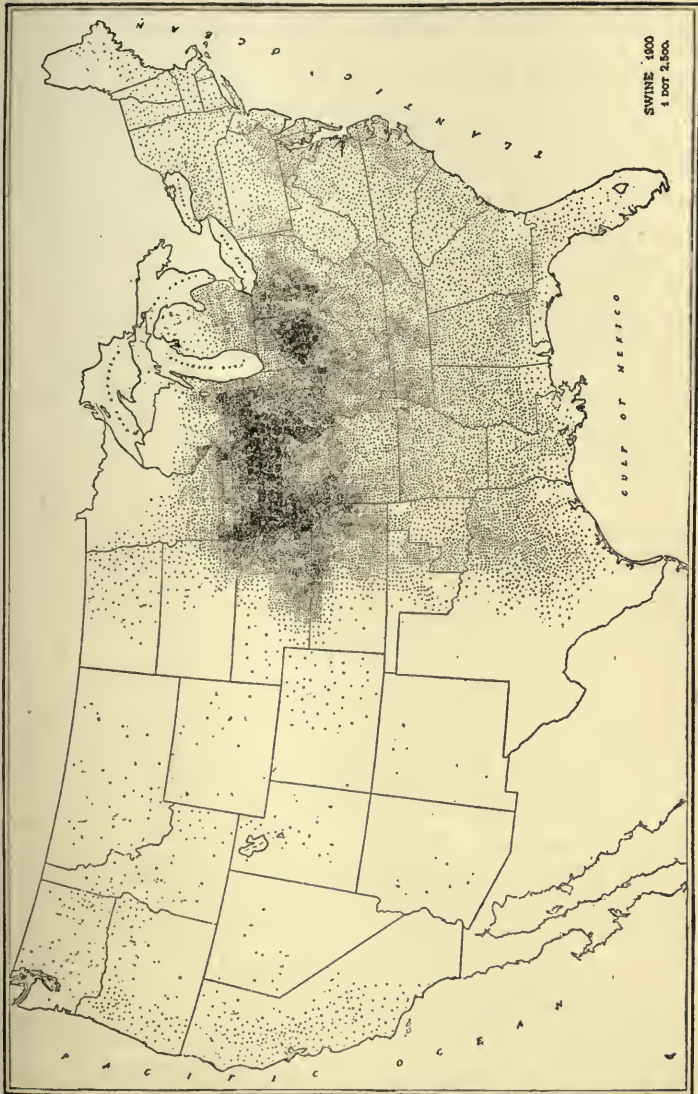 ATLANTIC OCEAN
SWINE 1900
1 DOT 2,500.
GULF OF MEXICO
PACIFIC OCEAN